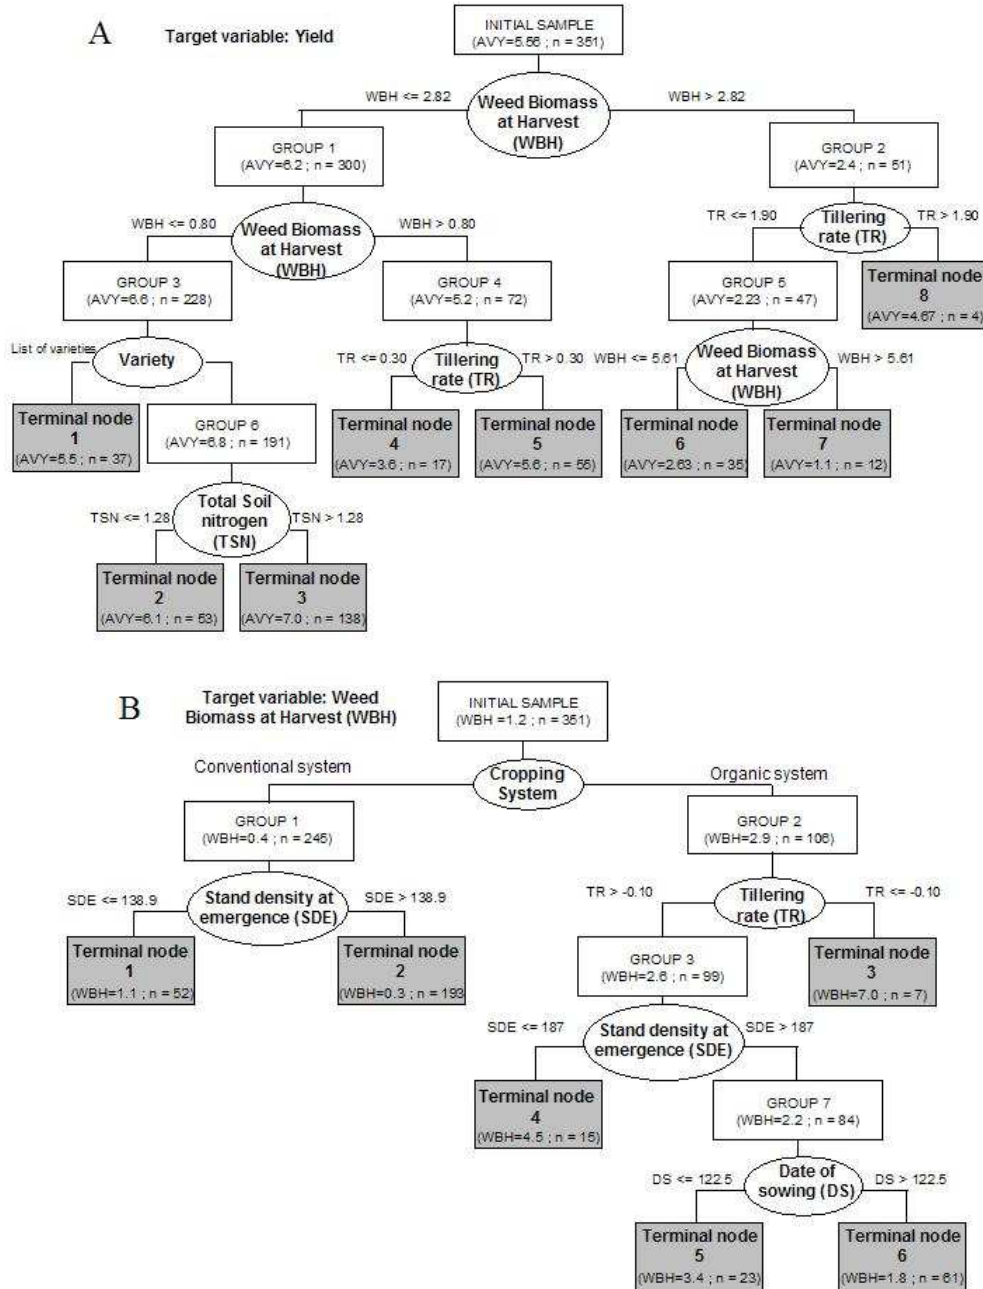 A
Target variable: Yield
INITIAL SAMPLE
(AVY=5.56 ; n = 351)
WBH <= 2.82
Weed Biomass
at Harvest
(WBH)
WBH > 2.82
GROUP 1
(AVY=6.2 ; n = 300)
GROUP 2
(AVY=2.4 ; n = 51)
WBH <= 0.80
Weed Biomass
at Harvest
(WBH)
WBH > 0.80
TR <= 1.90
Tillering
rate (TR)
TR > 1.90
GROUP 3
(AVY=6.6 ; n = 228)
GROUP 4
(AVY=5.2 ; n = 72)
GROUP 5
(AVY=2.23 ; n = 47)
Terminal node
8
(AVY=4.67 ; n = 4)
List of varieties
Variety
TR <= 0.30
Tillering
rate (TR)
TR > 0.30
WBH <= 5.61
Weed Biomass
at Harvest
(WBH)
WBH > 5.61
Terminal node
1
(AVY=5.5 ; n = 37)
GROUP 6
(AVY=6.8 ; n = 191)
Terminal node
4
(AVY=3.6 ; n = 17)
Terminal node
5
(AVY=5.6 ; n = 55)
Terminal node
6
(AVY=2.63 ; n = 35)
Terminal node
7
(AVY=1.1 ; n = 12)
TSN <= 1.28
Total Soil
nitrogen
(TSN)
TSN > 1.28
Terminal node
2
(AVY=6.1 ; n = 53)
Terminal node
3
(AVY=7.0 ; n = 138)
B
Target variable: Weed
Biomass at Harvest (WBH)
INITIAL SAMPLE
(WBH =1.2 ; n = 351)
Conventional system
Cropping
System
Organic system
GROUP 1
(WBH=0.4 ; n = 245)
GROUP 2
(WBH=2.9 ; n = 106)
SDE <= 138.9
Stand density at
emergence (SDE)
SDE > 138.9
TR > -0.10
Tillering
rate (TR)
TR <= -0.10
Terminal node
1
(WBH=1.1 ; n = 52)
Terminal node
2
(WBH=0.3 ; n = 193
GROUP 3
(WBH=2.6 ; n = 99)
Terminal node
3
(WBH=7.0 ; n = 7)
SDE <= 187
Stand density at
emergence (SDE)
SDE > 187
Terminal node
4
(WBH=4.5 ; n = 15)
GROUP 7
(WBH=2.2 ; n = 84)
DS <= 122.5
Date of
sowing (DS)
DS > 122.5
Terminal node
5
(WBH=3.4 ; n = 23)
Terminal node
6
(WBH=1.8 ; n = 61)